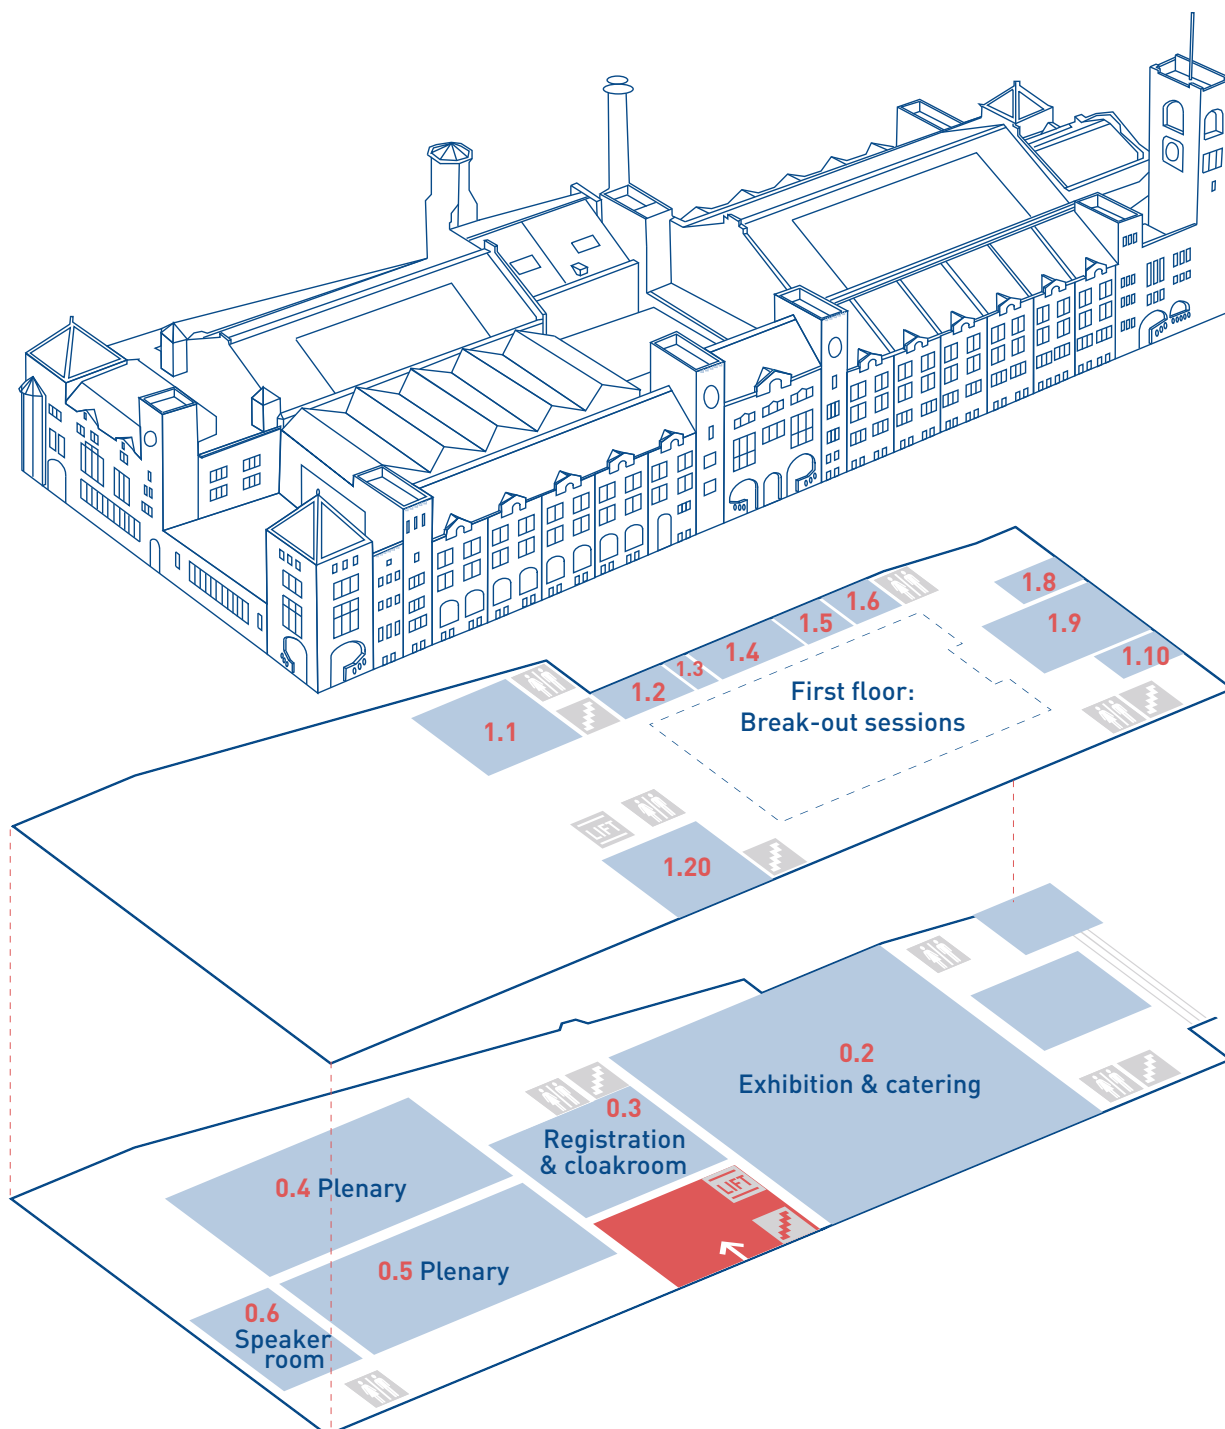 1.8
1.6
1.5
1.9
1.4
1.3
1.10
1.2
First floor:
Break-out sessions
1.1
LIFT
1.20
0.2
Exhibition & catering
0.3
Registration
& cloakroom
LIFT
0.4 Plenary
0.5 Plenary
0.6
Speaker
room